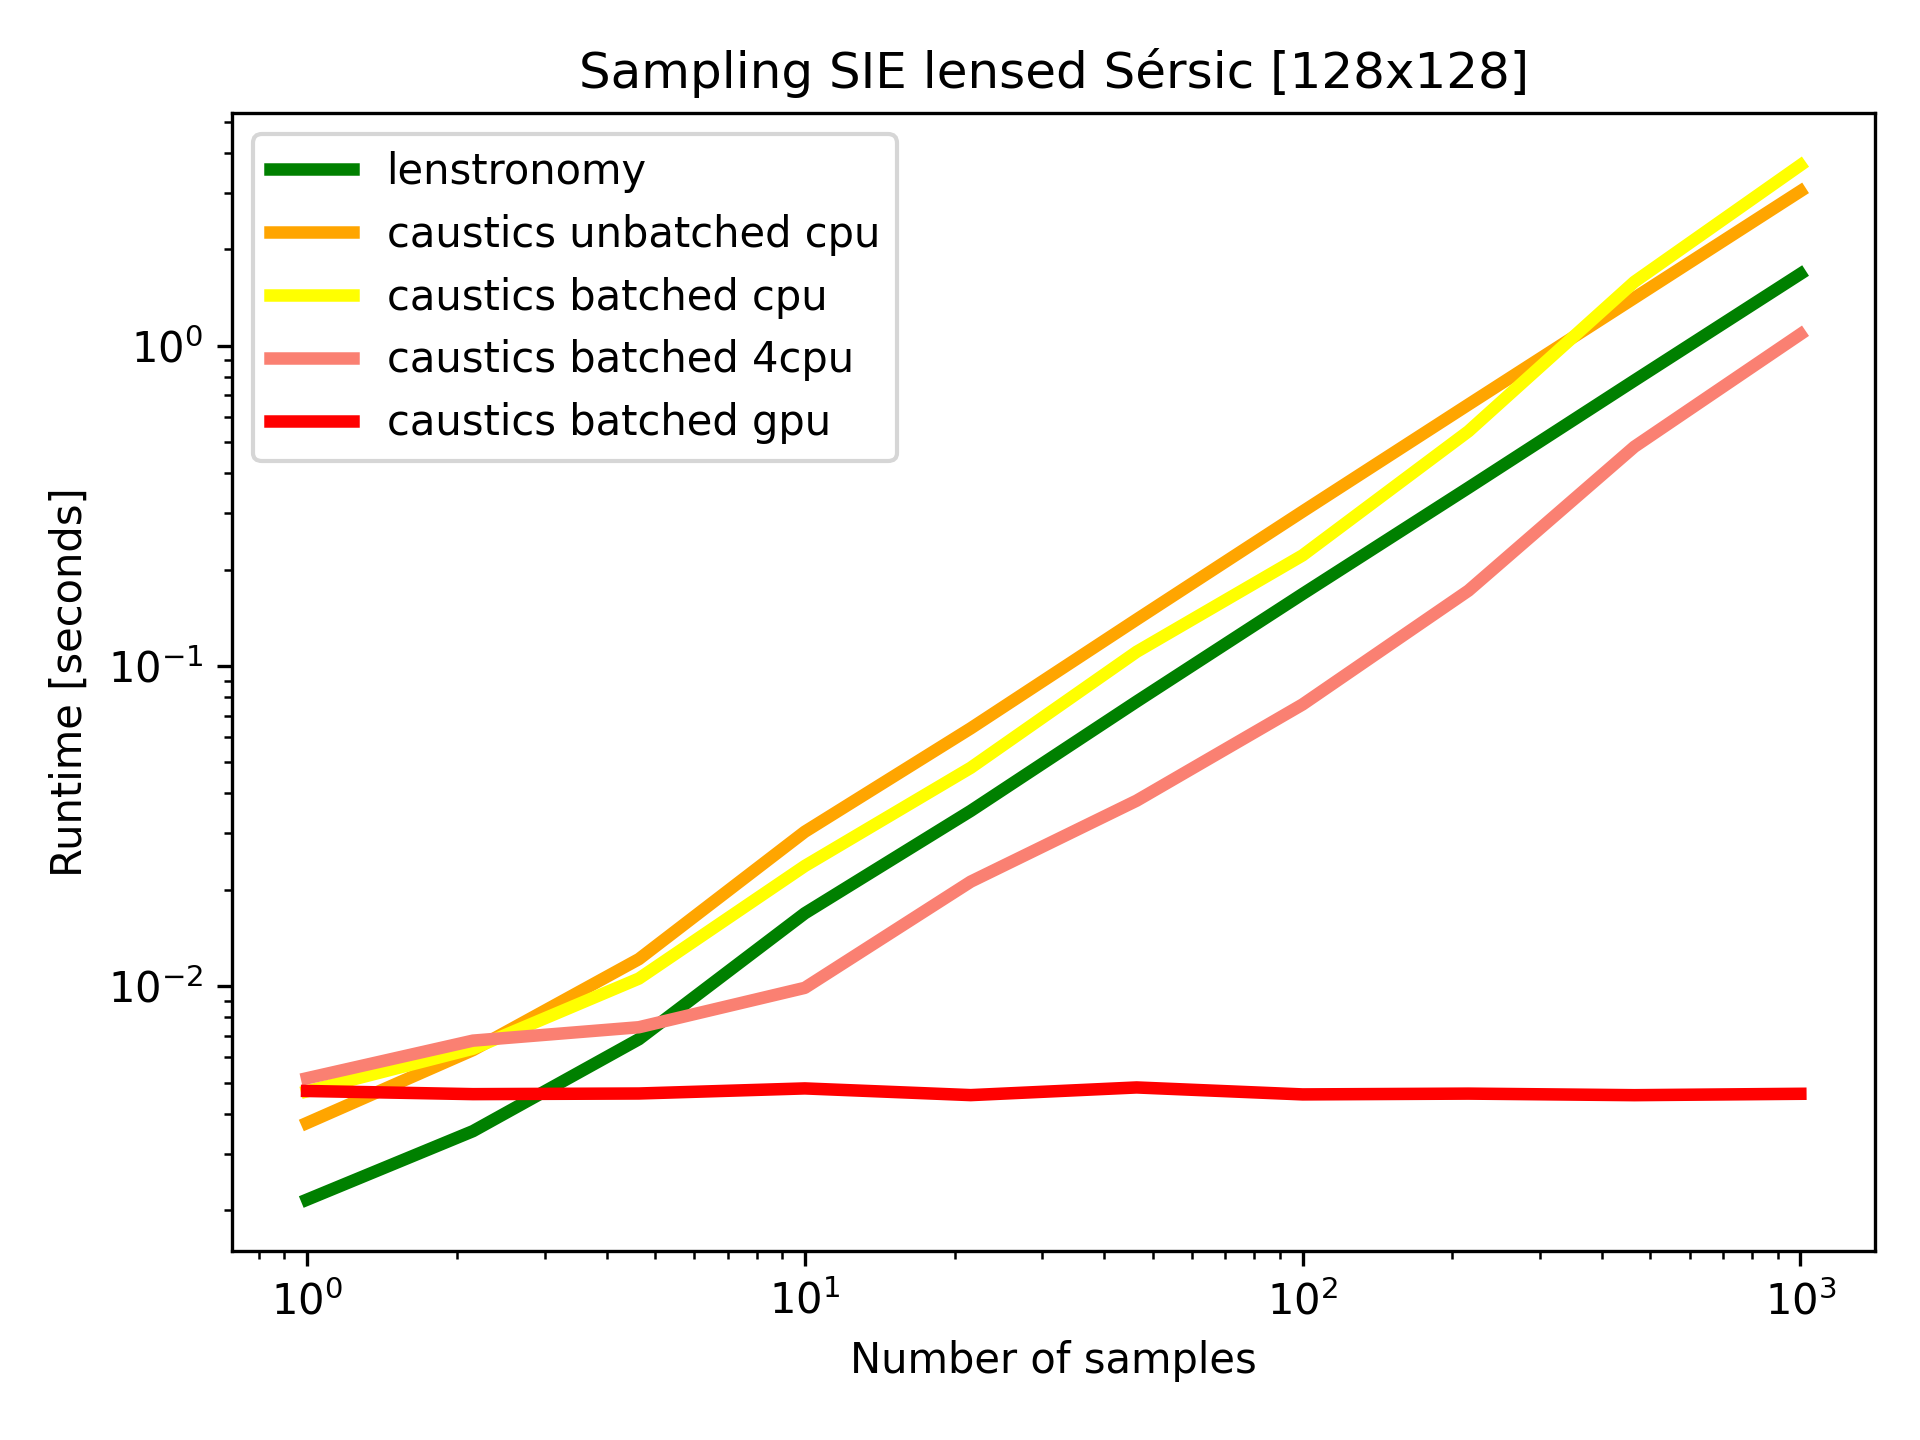 Sampling SIE lensed Sérsic [128x128]
lenstronomy
caustics unbatched cpu
caustics batched cpu
caustics batched 4cpu
caustics batched gpu
Runtime [seconds]
10⁰
10⁻¹
10⁻²
10⁰ 10¹ 10² 10³
Number of samples